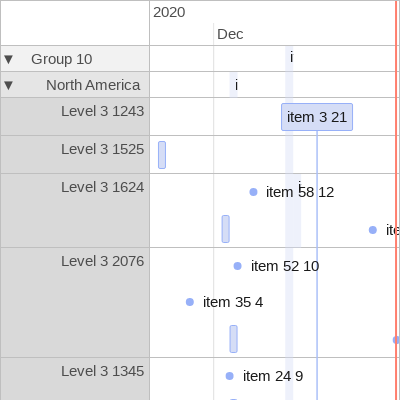 2020
Dec
▼ Group 10 i
▼ North America i
Level 3 1243 item 3 21
Level 3 1525
Level 3 1624 i
item 58 12
ite
Level 3 2076 item 52 10
item 35 4
Level 3 1345 item 24 9